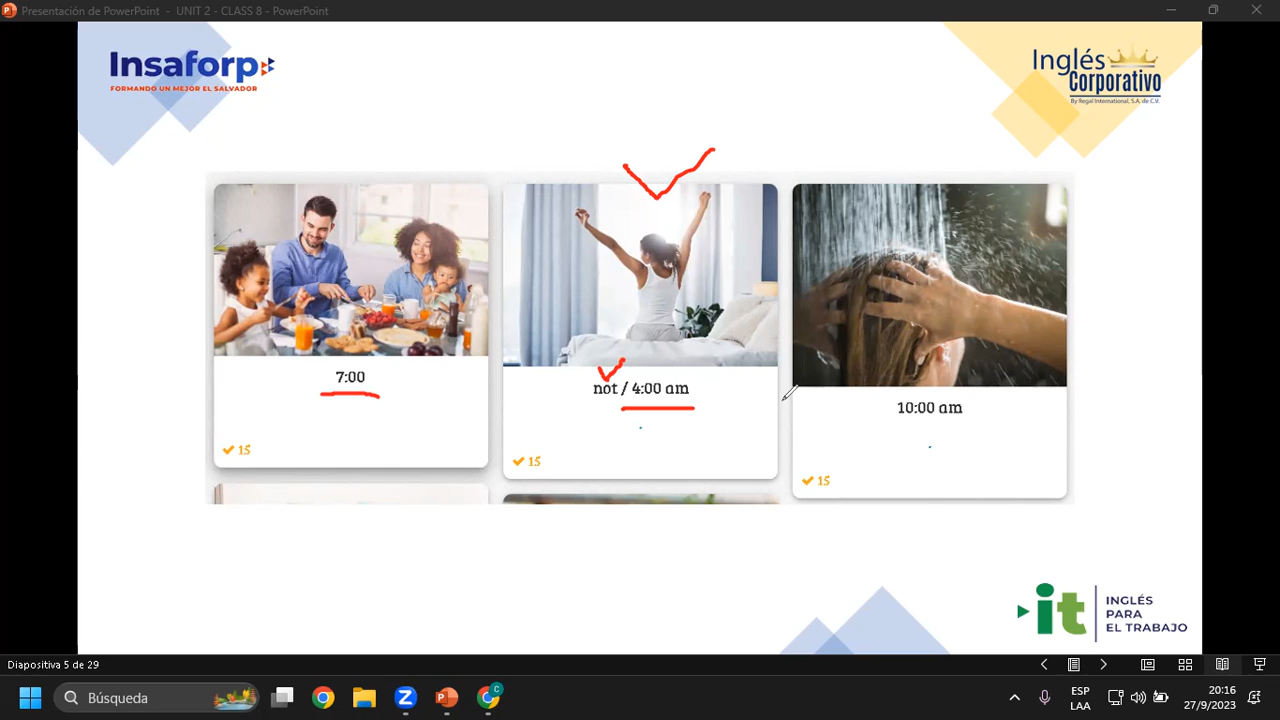 Presentación de PowerPoint - UNIT 2 - CLASS 8 - PowerPoint
Insaforp
FORMANDO UN MEJOR EL SALVADOR
Inglés
Corporativo
By Regal International, S.A. de C.V.
7:00
15
not / 4:00 am
15
10:00 am
15
it
INGLÉS
PARA
EL TRABAJO
Diapositiva 5 de 29
Búsqueda
ESP
LAA
20:16
27/9/2023